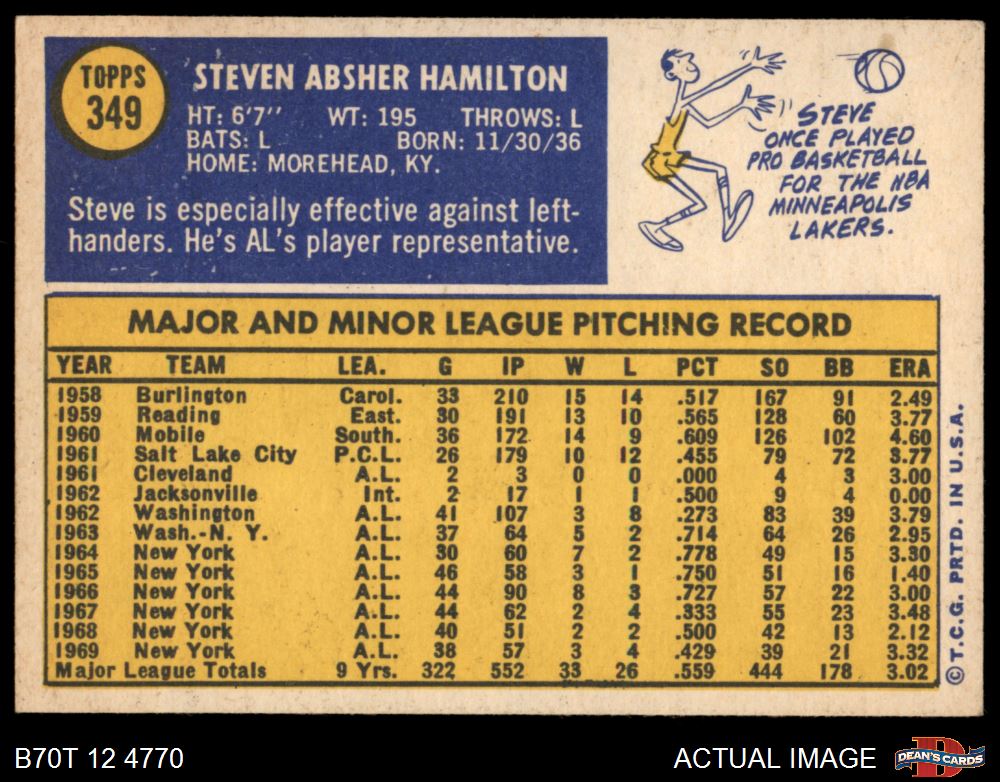 TOPPS
349
STEVEN ABSHER HAMILTON
HT: 6'7'' WT: 195 THROWS: L
BATS: L BORN: 11/30/36
HOME: MOREHEAD, KY.
Steve is especially effective against left-
handers. He's AL's player representative.
STEVE
ONCE PLAYED
PRO BASKETBALL
FOR THE NBA
MINNEAPOLIS
LAKERS.
MAJOR AND MINOR LEAGUE PITCHING RECORD
YEAR TEAM LEA. G IP W L PCT SO BB ERA
1958 Burlington Carol. 33 210 15 14 .517 167 91 2.49
1959 Reading East. 30 191 13 10 .565 128 60 3.77
1960 Mobile South. 36 172 14 9 .609 126 102 4.60
1961 Salt Lake City P.C.L. 26 179 10 12 .455 79 72 3.77
1961 Cleveland A.L. 2 3 0 0 .000 4 3 3.00
1962 Jacksonville Int. 2 17 1 1 .500 9 4 0.00
1962 Washington A.L. 41 107 3 8 .273 83 39 3.79
1963 Wash.-N. Y. A.L. 37 64 5 2 .714 64 26 2.95
1964 New York A.L. 30 60 7 2 .778 49 15 3.30
1965 New York A.L. 46 58 3 1 .750 51 16 1.40
1966 New York A.L. 44 90 8 3 .727 57 22 3.00
1967 New York A.L. 44 62 2 4 .333 55 23 3.48
1968 New York A.L. 40 51 2 2 .500 42 13 2.12
1969 New York A.L. 38 57 3 4 .429 39 21 3.32
Major League Totals 9 Yrs. 322 552 33 26 .559 444 178 3.02
©T.C.G. PRTD. IN U.S.A.
B70T 12 4770
ACTUAL IMAGE
D
DEAN'S CARDS